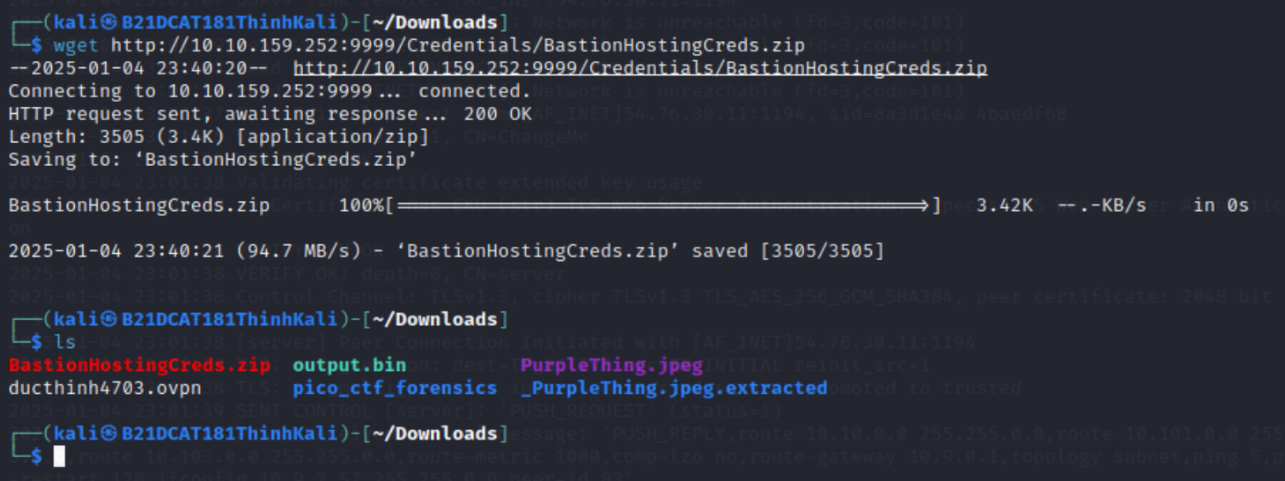 ┌──(kali㉿B21DCAT181ThinhKali)-[~/Downloads]
└─$ wget http://10.10.159.252:9999/Credentials/BastionHostingCreds.zip
--2025-01-04 23:40:20--  http://10.10.159.252:9999/Credentials/BastionHostingCreds.zip
Connecting to 10.10.159.252:9999... connected.
HTTP request sent, awaiting response... 200 OK
Length: 3505 (3.4K) [application/zip]
Saving to: ‘BastionHostingCreds.zip’
BastionHostingCreds.zip 100%[===================================>] 3.42K --.-KB/s in 0s
2025-01-04 23:40:21 (94.7 MB/s) - ‘BastionHostingCreds.zip’ saved [3505/3505]
┌──(kali㉿B21DCAT181ThinhKali)-[~/Downloads]
└─$ ls
BastionHostingCreds.zip output.bin PurpleThing.jpeg
ducthinh4703.ovpn pico_ctf_forensics _PurpleThing.jpeg.extracted
┌──(kali㉿B21DCAT181ThinhKali)-[~/Downloads]
└─$